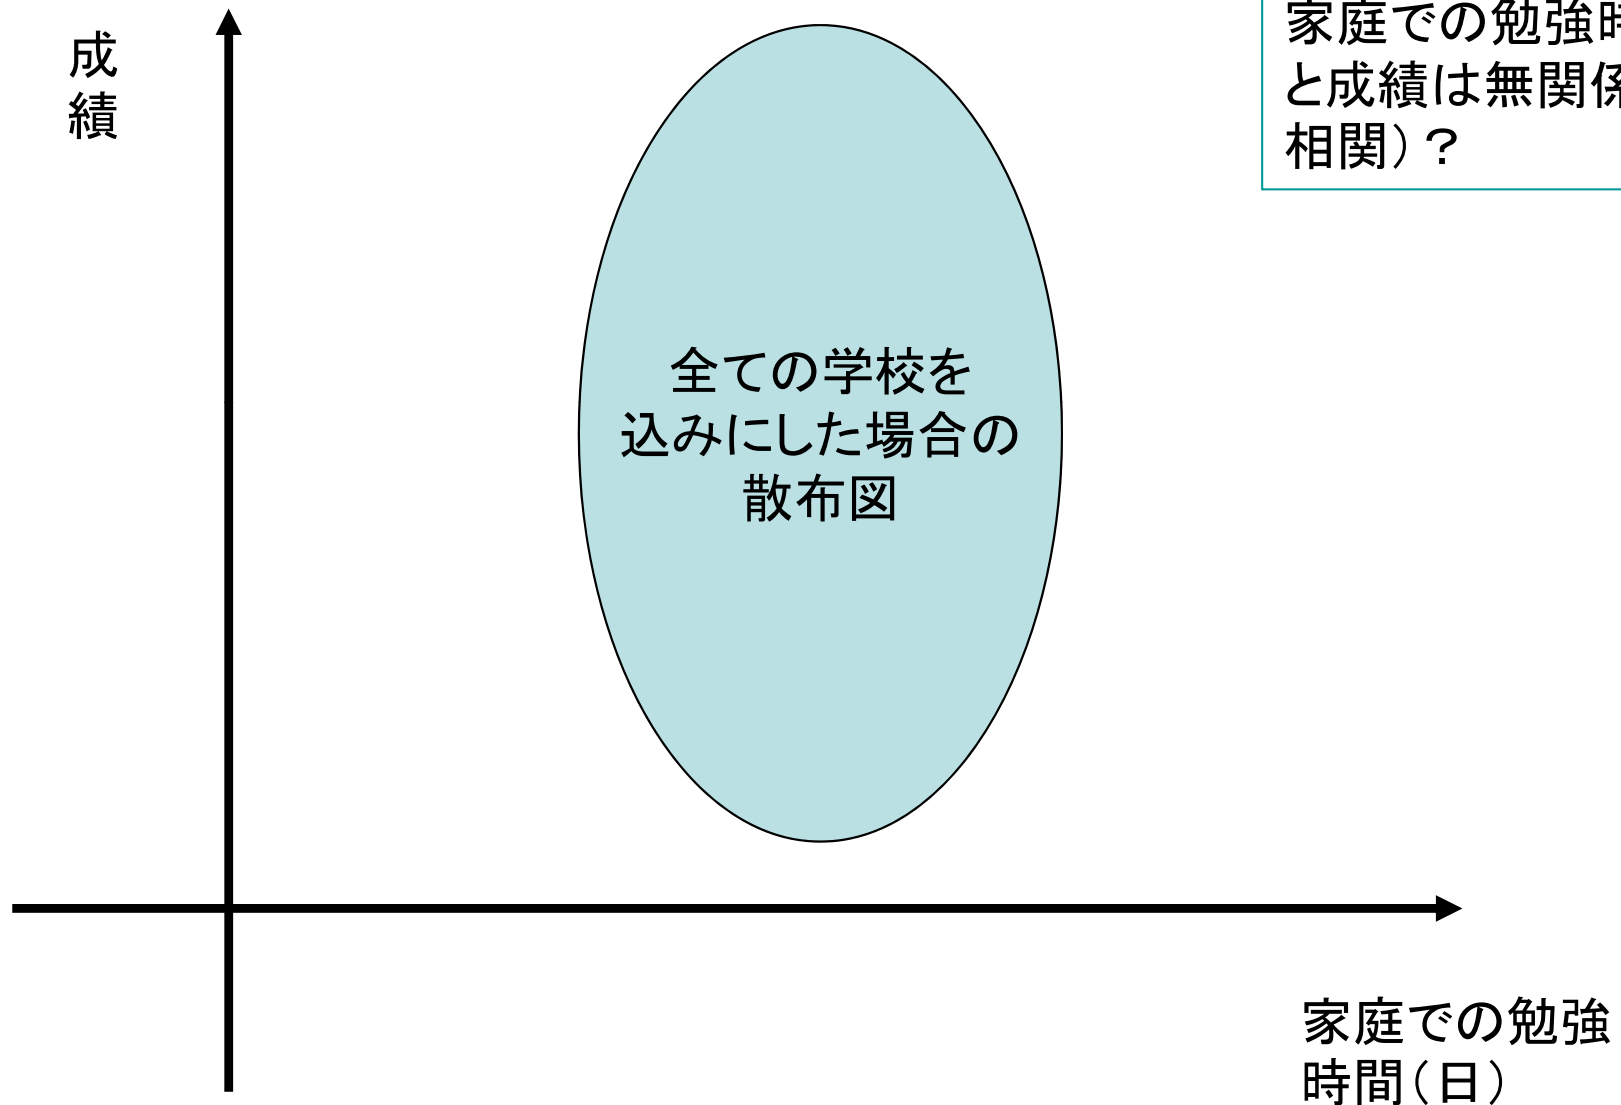 成
績
家庭での勉強時
と成績は無関係
相関）？
全ての学校を
込みにした場合の
散布図
家庭での勉強
時間（日）